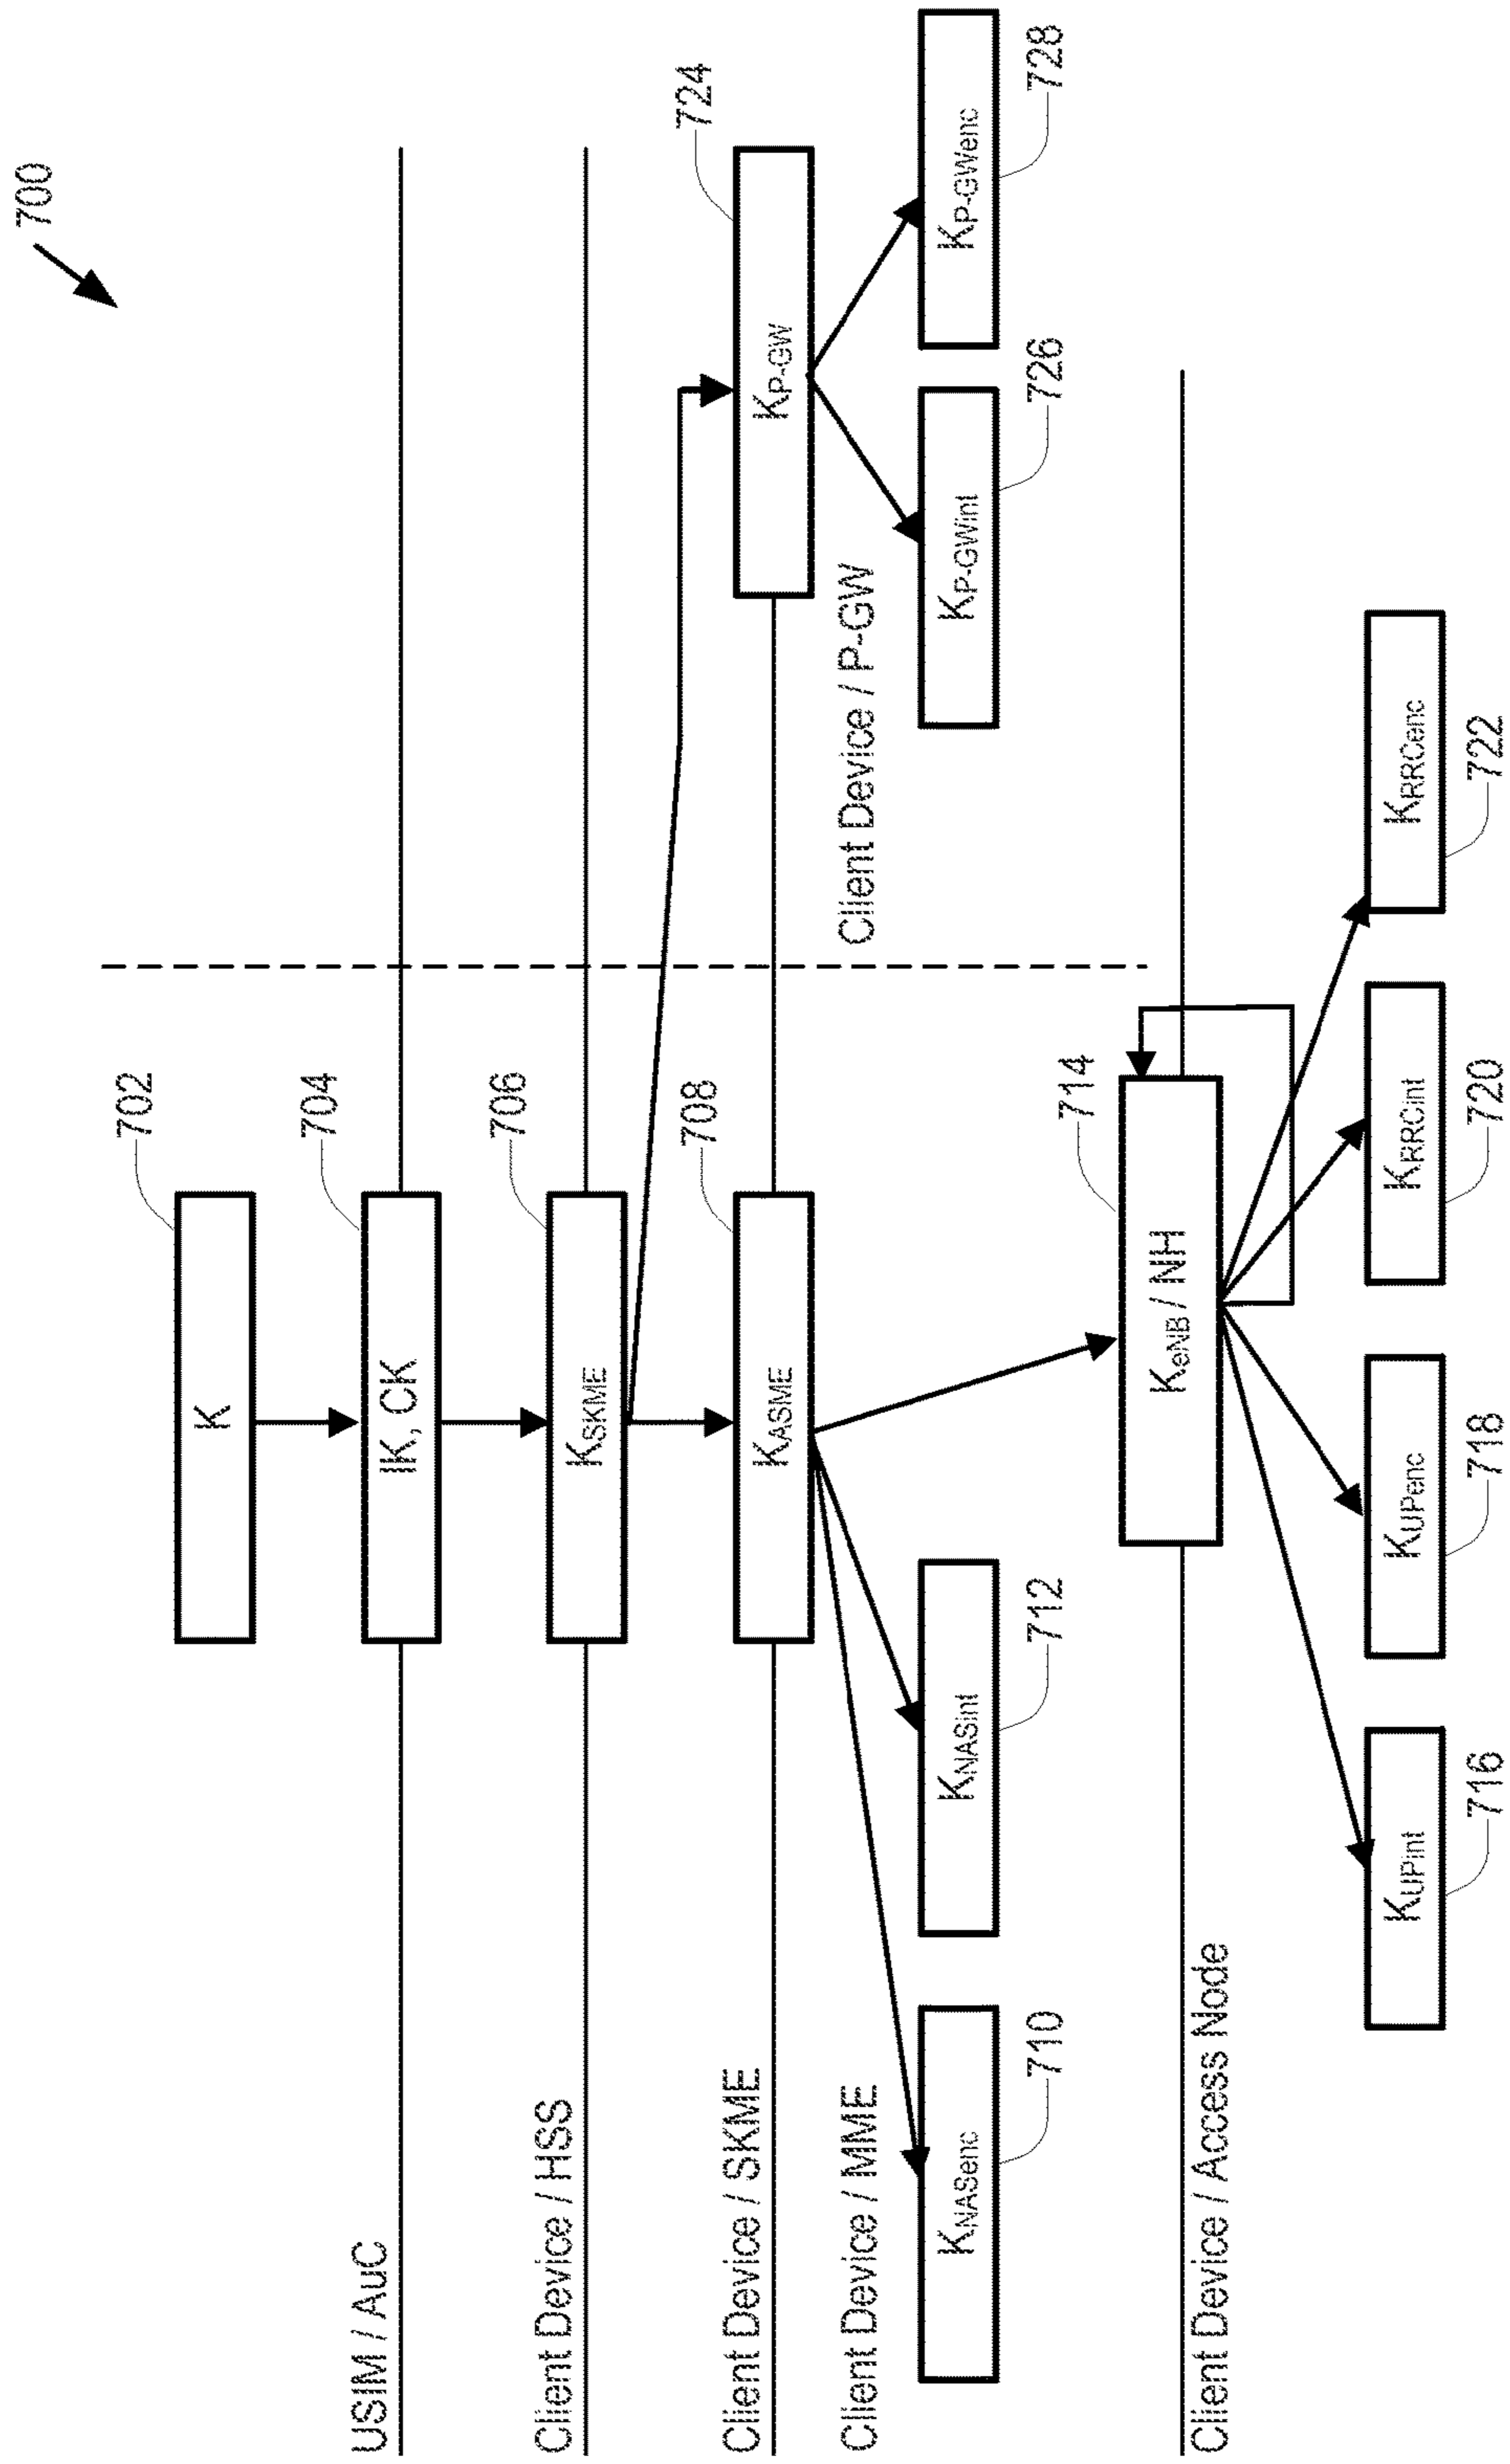 700
702
K
704
IK, CK
USIM / AuC
706
KSKME
Client Device / HSS
708
724
KASME
KP-GW
Client Device / SKME
Client Device / MME
Client Device / P-GW
KNASenc
KNASint
KP-GWint
KP-GWenc
710
712
726
728
714
KeNB / NH
Client Device / Access Node
KUPint
KUPenc
KRRCint
KRRCenc
716
718
720
722